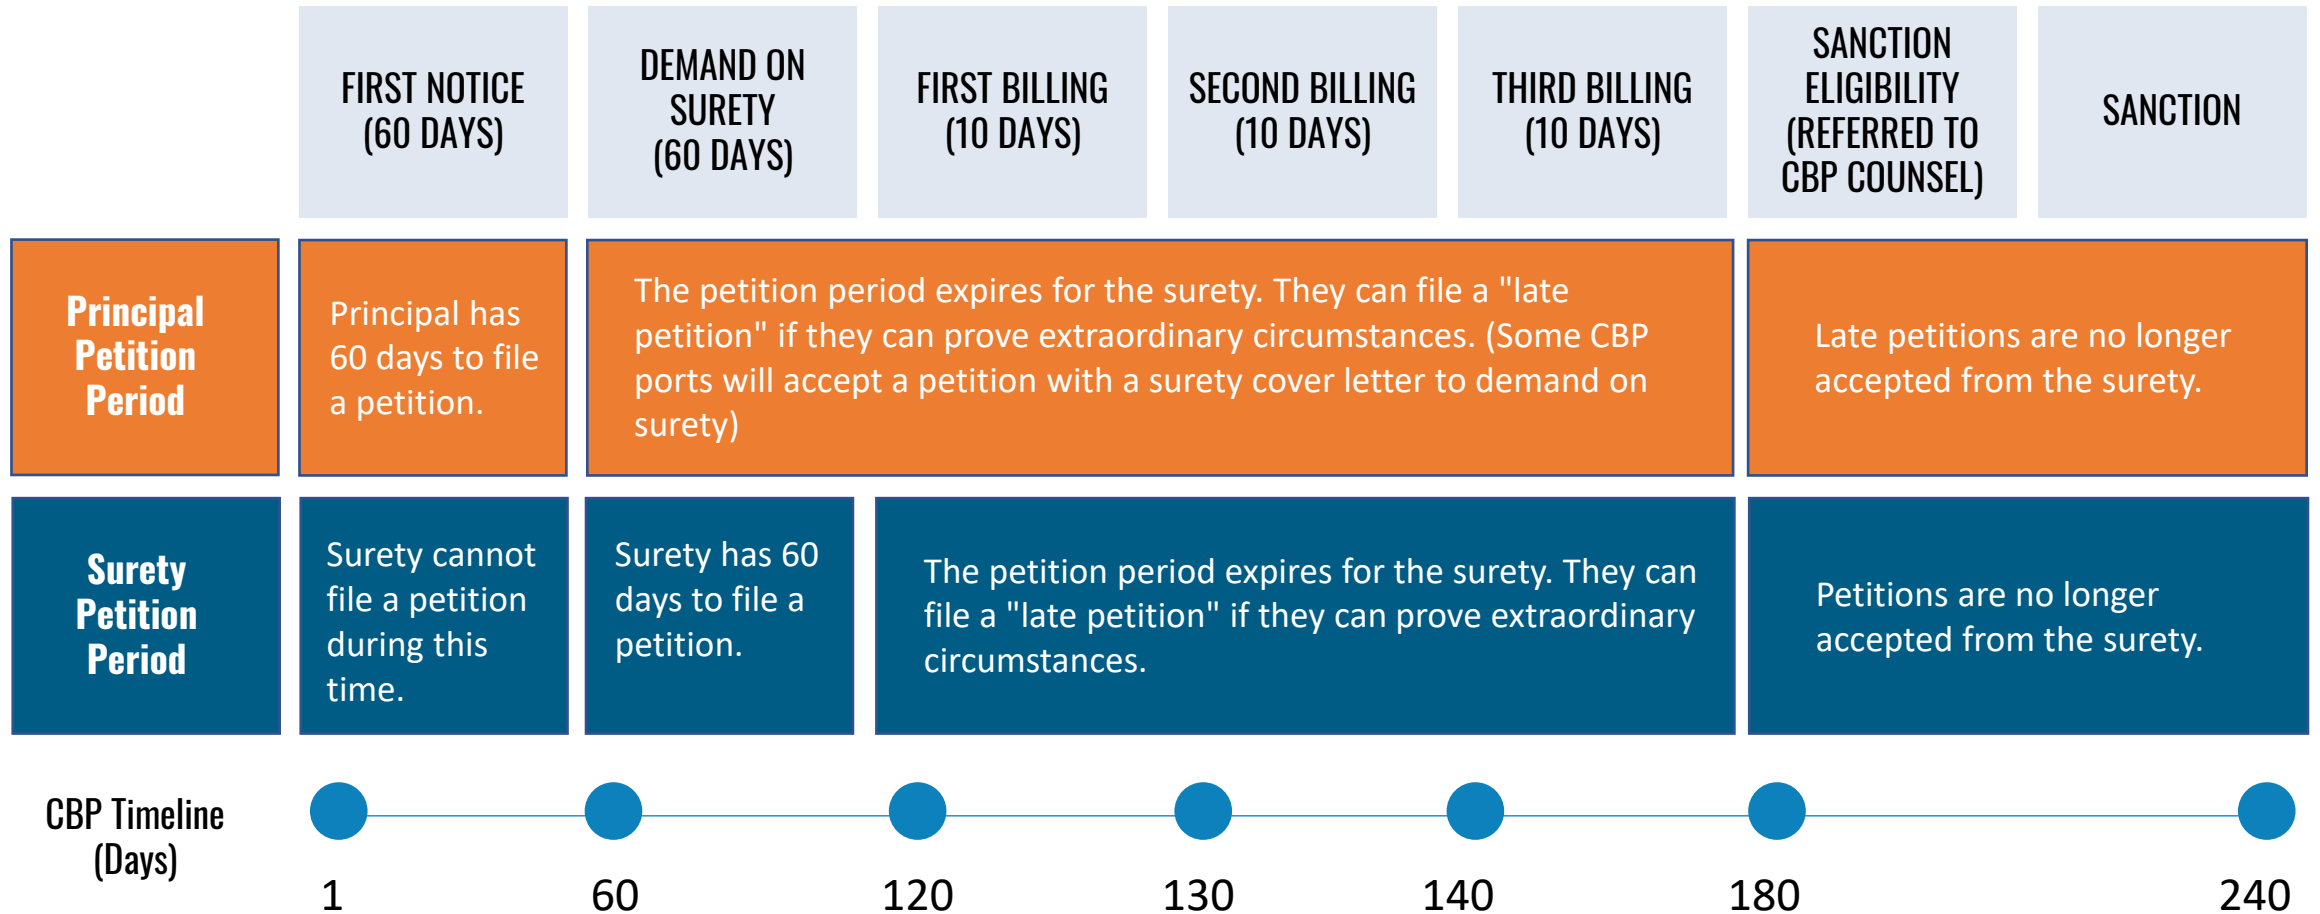 FIRST NOTICE
(60 DAYS)
DEMAND ON
SURETY
(60 DAYS)
FIRST BILLING
(10 DAYS)
SECOND BILLING
(10 DAYS)
THIRD BILLING
(10 DAYS)
SANCTION
ELIGIBILITY
(REFERRED TO
CBP COUNSEL)
SANCTION
Principal
Petition
Period
Principal has
60 days to file
a petition.
The petition period expires for the surety. They can file a "late
petition" if they can prove extraordinary circumstances. (Some CBP
ports will accept a petition with a surety cover letter to demand on
surety)
Late petitions are no longer
accepted from the surety.
Surety
Petition
Period
Surety cannot
file a petition
during this
time.
Surety has 60
days to file a
petition.
The petition period expires for the surety. They can
file a "late petition" if they can prove extraordinary
circumstances.
Petitions are no longer
accepted from the surety.
CBP Timeline
(Days)
1
60
120
130
140
180
240